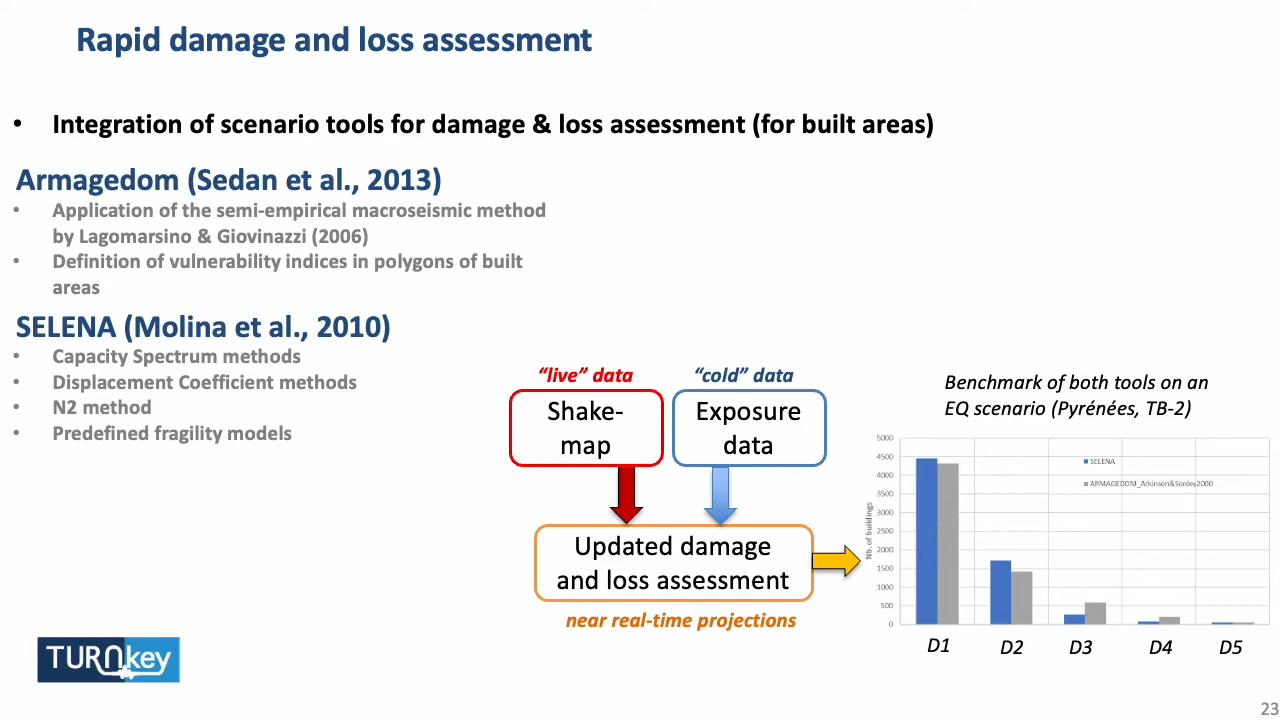 Rapid damage and loss assessment
• Integration of scenario tools for damage & loss assessment (for built areas)
Armagedom (Sedan et al., 2013)
• Application of the semi-empirical macroseismic method
by Lagomarsino & Giovinazzi (2006)
• Definition of vulnerability indices in polygons of built
areas
SELENA (Molina et al., 2010)
• Capacity Spectrum methods
• Displacement Coefficient methods
• N2 method
• Predefined fragility models
“live” data
“cold” data
Shake-
map
Exposure
data
Updated damage
and loss assessment
near real-time projections
Benchmark of both tools on an
EQ scenario (Pyrénées, TB-2)
5000
4500
4000
3500
3000
2500
2000
1500
1000
500
0
Nb. of buildings
SELENA
ARMAGEDOM_Atkinson&Sonley2000
D1 D2 D3 D4 D5
TURNkey
23